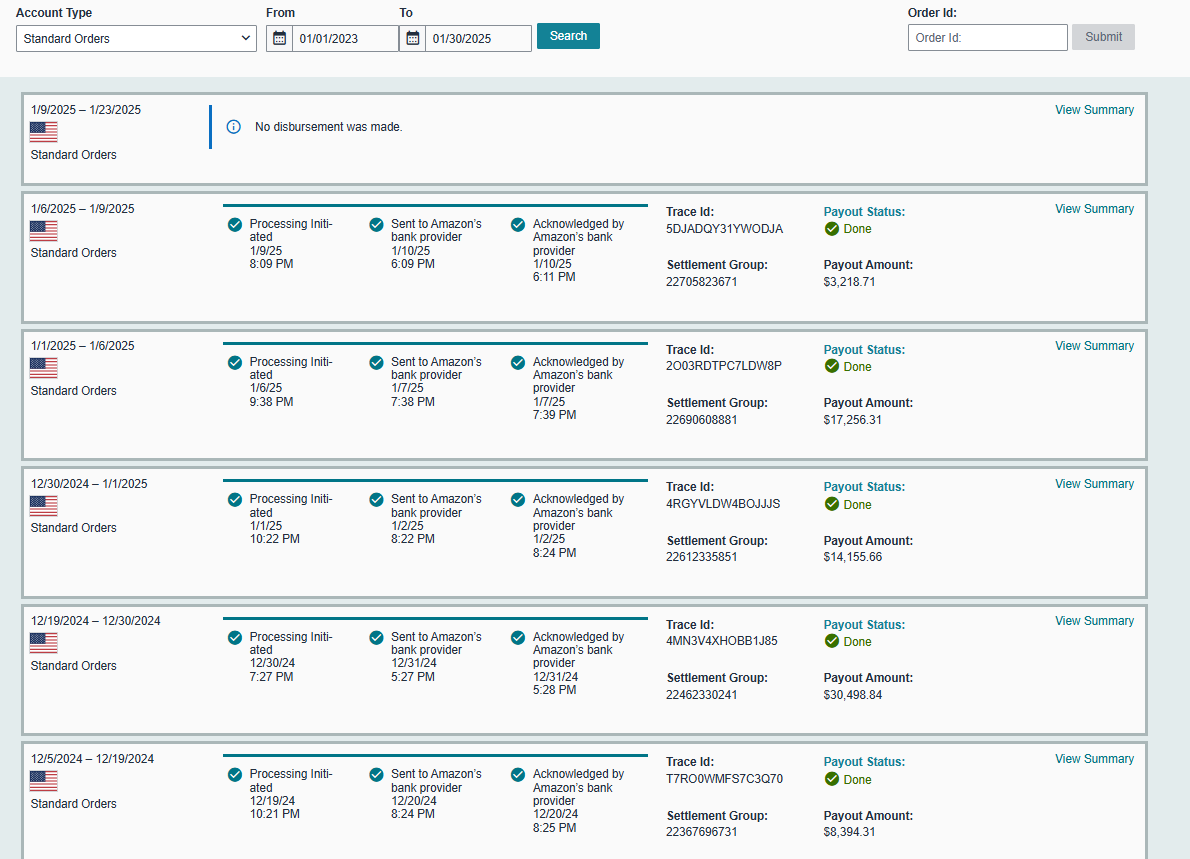 Account Type From To Order Id:
Standard Orders 01/01/2023 01/30/2025 Search Order Id: Submit
1/9/2025 – 1/23/2025
Standard Orders
No disbursement was made.
View Summary
1/6/2025 – 1/9/2025
Standard Orders
Processing Initi-
ated
1/9/25
8:09 PM
Sent to Amazon’s
bank provider
1/10/25
6:09 PM
Acknowledged by
Amazon’s bank
provider
1/10/25
6:11 PM
Trace Id:
5DJADQY31YWODJA
Settlement Group:
22705823671
Payout Status:
Done
Payout Amount:
$3,218.71
View Summary
1/1/2025 – 1/6/2025
Standard Orders
Processing Initi-
ated
1/6/25
9:38 PM
Sent to Amazon’s
bank provider
1/7/25
7:38 PM
Acknowledged by
Amazon’s bank
provider
1/7/25
7:39 PM
Trace Id:
2O03RDTPC7LDW8P
Settlement Group:
22690608881
Payout Status:
Done
Payout Amount:
$17,256.31
View Summary
12/30/2024 – 1/1/2025
Standard Orders
Processing Initi-
ated
1/1/25
10:22 PM
Sent to Amazon’s
bank provider
1/2/25
8:22 PM
Acknowledged by
Amazon’s bank
provider
1/2/25
8:24 PM
Trace Id:
4RGYVLDW4BOJJJS
Settlement Group:
22612335851
Payout Status:
Done
Payout Amount:
$14,155.66
View Summary
12/19/2024 – 12/30/2024
Standard Orders
Processing Initi-
ated
12/30/24
7:27 PM
Sent to Amazon’s
bank provider
12/31/24
5:27 PM
Acknowledged by
Amazon’s bank
provider
12/31/24
5:28 PM
Trace Id:
4MN3V4XHOBB1J85
Settlement Group:
22462330241
Payout Status:
Done
Payout Amount:
$30,498.84
View Summary
12/5/2024 – 12/19/2024
Standard Orders
Processing Initi-
ated
12/19/24
10:21 PM
Sent to Amazon’s
bank provider
12/20/24
8:24 PM
Acknowledged by
Amazon’s bank
provider
12/20/24
8:25 PM
Trace Id:
T7RO0WMFS7C3Q70
Settlement Group:
22367696731
Payout Status:
Done
Payout Amount:
$8,394.31
View Summary